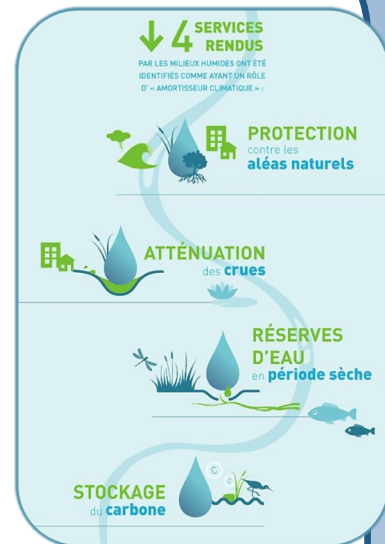 4 SERVICES
RENDUS
PAR LES MILIEUX HUMIDES ONT ÉTÉ
IDENTIFIÉS COMME AYANT UN RÔLE
D' « AMORTISSEUR CLIMATIQUE » :
PROTECTION
contre les
aléas naturels
ATTÉNUATION
des crues
RÉSERVES
D'EAU
en période sèche
C
C
STOCKAGE
du carbone